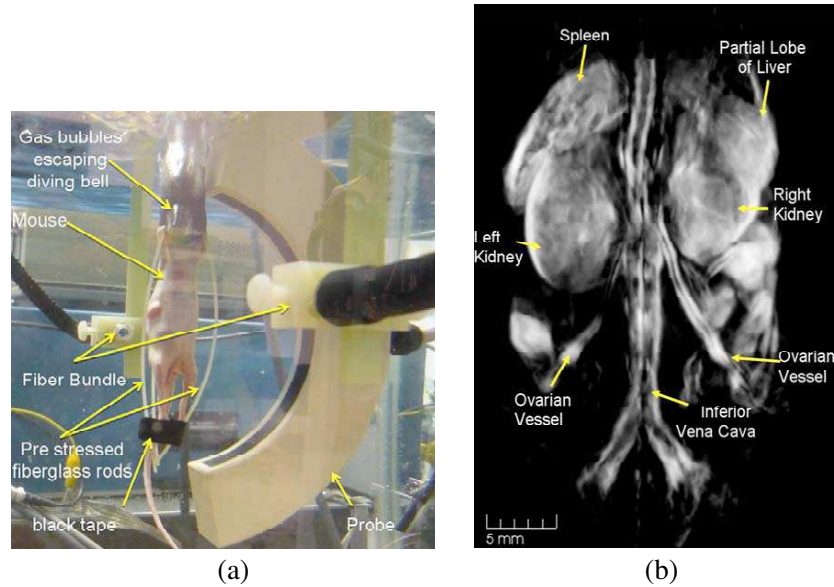 Gas bubbles
escaping
diving bell
Mouse
Fiber Bundle
Pre stressed
fiberglass rods
black tape
Probe
(a)
Spleen
Partial Lobe
of Liver
Right
Kidney
Left
Kidney
Ovarian
Vessel
Ovarian
Vessel
Inferior
Vena Cava
5 mm
(b)